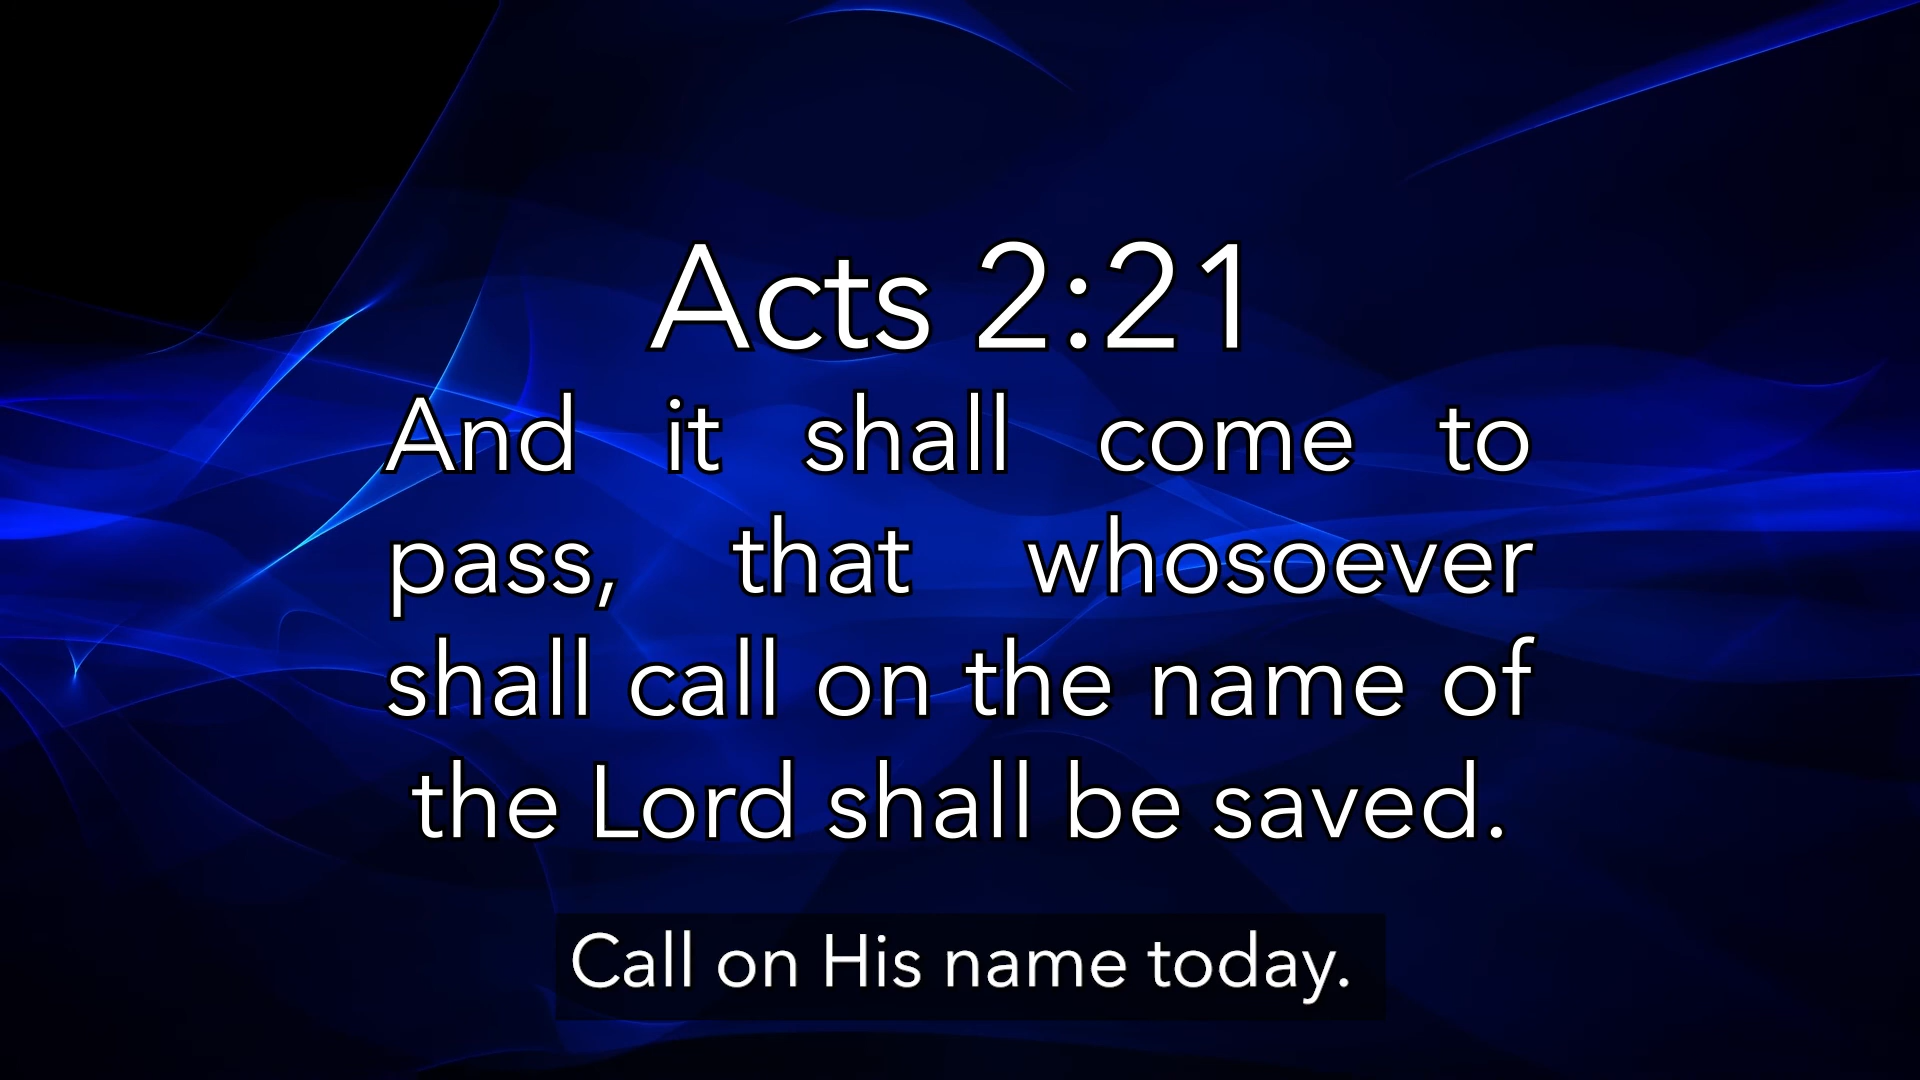 Acts 2:21
And it shall come to
pass, that whosoever
shall call on the name of
the Lord shall be saved.
Call on His name today.